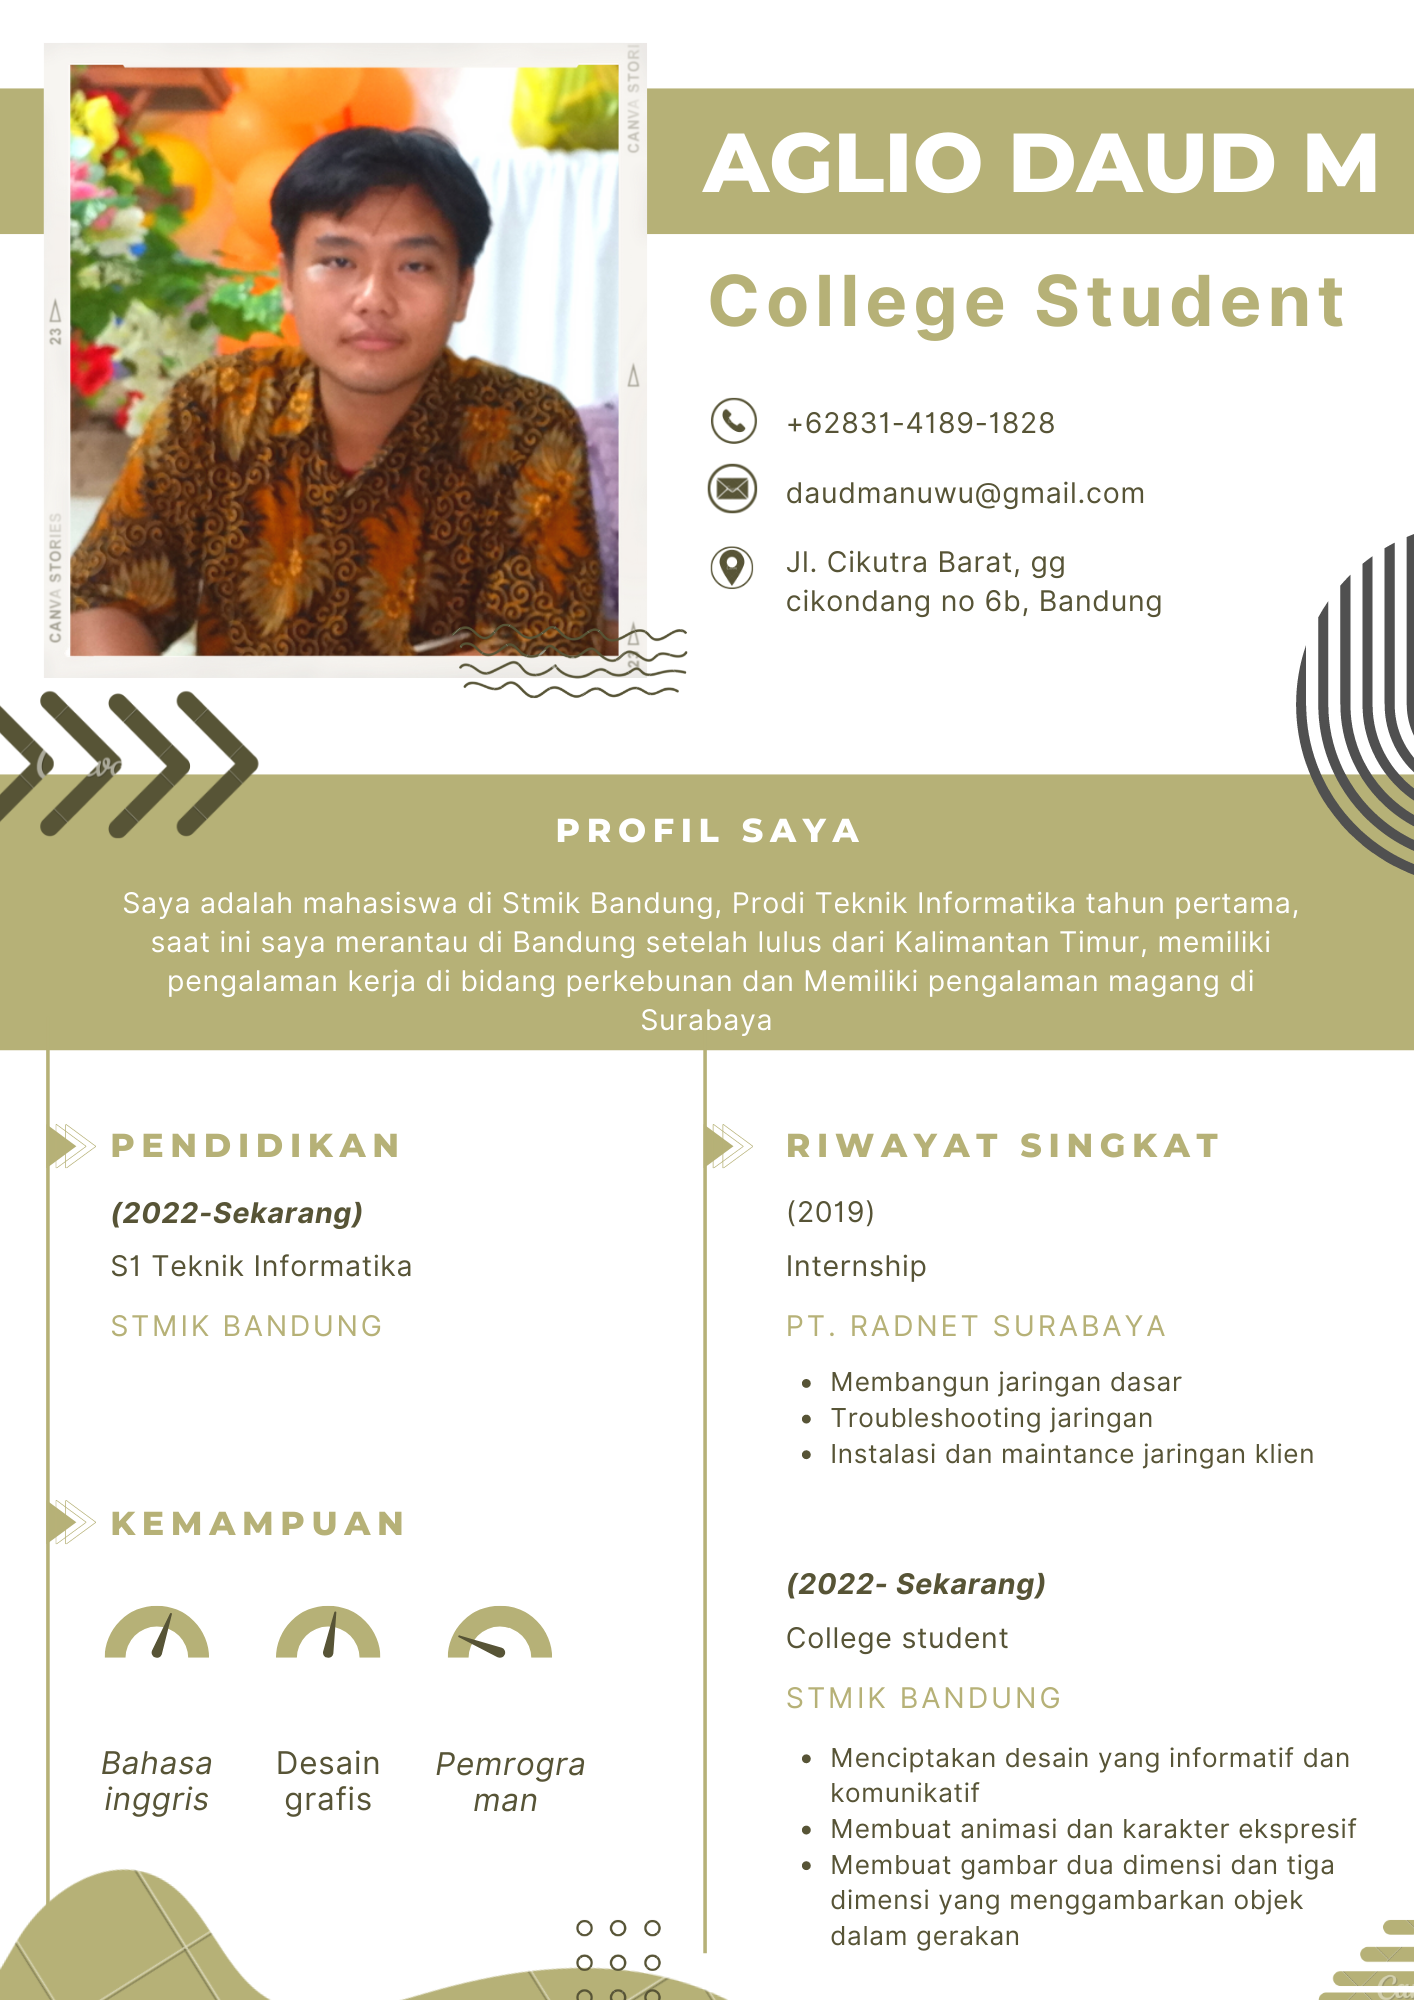 AGLIO DAUD M
College Student
+62831-4189-1828
daudmanuwu@gmail.com
Jl. Cikutra Barat, gg
cikondang no 6b, Bandung
CANVA STORIES
23
CANVA STORI
23
PROFIL SAYA
Saya adalah mahasiswa di Stmik Bandung, Prodi Teknik Informatika tahun pertama,
saat ini saya merantau di Bandung setelah lulus dari Kalimantan Timur, memiliki
pengalaman kerja di bidang perkebunan dan Memiliki pengalaman magang di
Surabaya
PENDIDIKAN
(2022-Sekarang)
S1 Teknik Informatika
STMIK BANDUNG
KEMAMPUAN
Bahasa
inggris
Desain
grafis
Pemrogra
man
RIWAYAT SINGKAT
(2019)
Internship
PT. RADNET SURABAYA
• Membangun jaringan dasar
• Troubleshooting jaringan
• Instalasi dan maintance jaringan klien
(2022- Sekarang)
College student
STMIK BANDUNG
• Menciptakan desain yang informatif dan
komunikatif
• Membuat animasi dan karakter ekspresif
• Membuat gambar dua dimensi dan tiga
dimensi yang menggambarkan objek
dalam gerakan